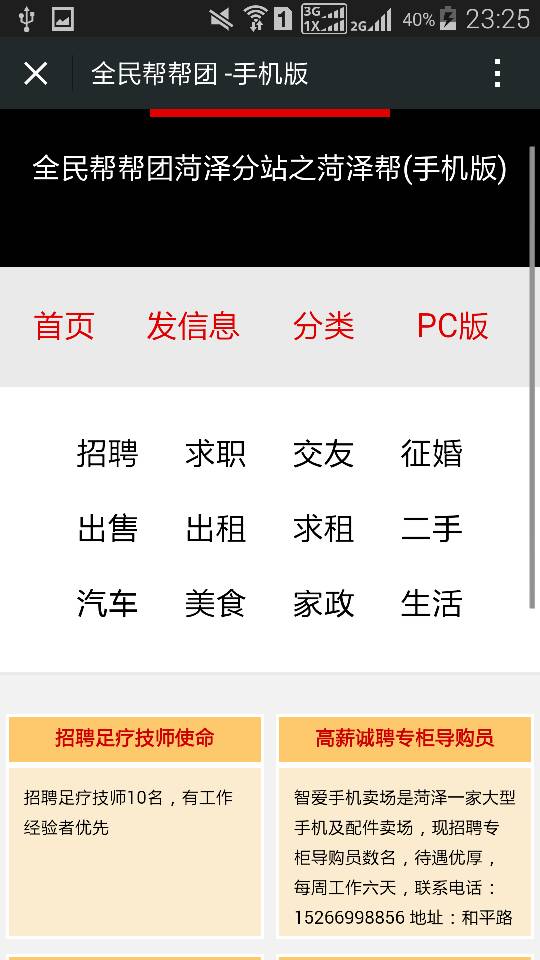 3G
1X
2G
1
40%
23:25
全民帮帮团 -手机版
全民帮帮团菏泽分站之菏泽帮(手机版)
首页 发信息 分类 PC版
招聘 求职 交友 征婚
出售 出租 求租 二手
汽车 美食 家政 生活
招聘足疗技师使命
招聘足疗技师10名，有工作
经验者优先
高薪诚聘专柜导购员
智爱手机卖场是菏泽一家大型
手机及配件卖场，现招聘专
柜导购员数名，待遇优厚，
每周工作六天，联系电话：
15266998856 地址：和平路